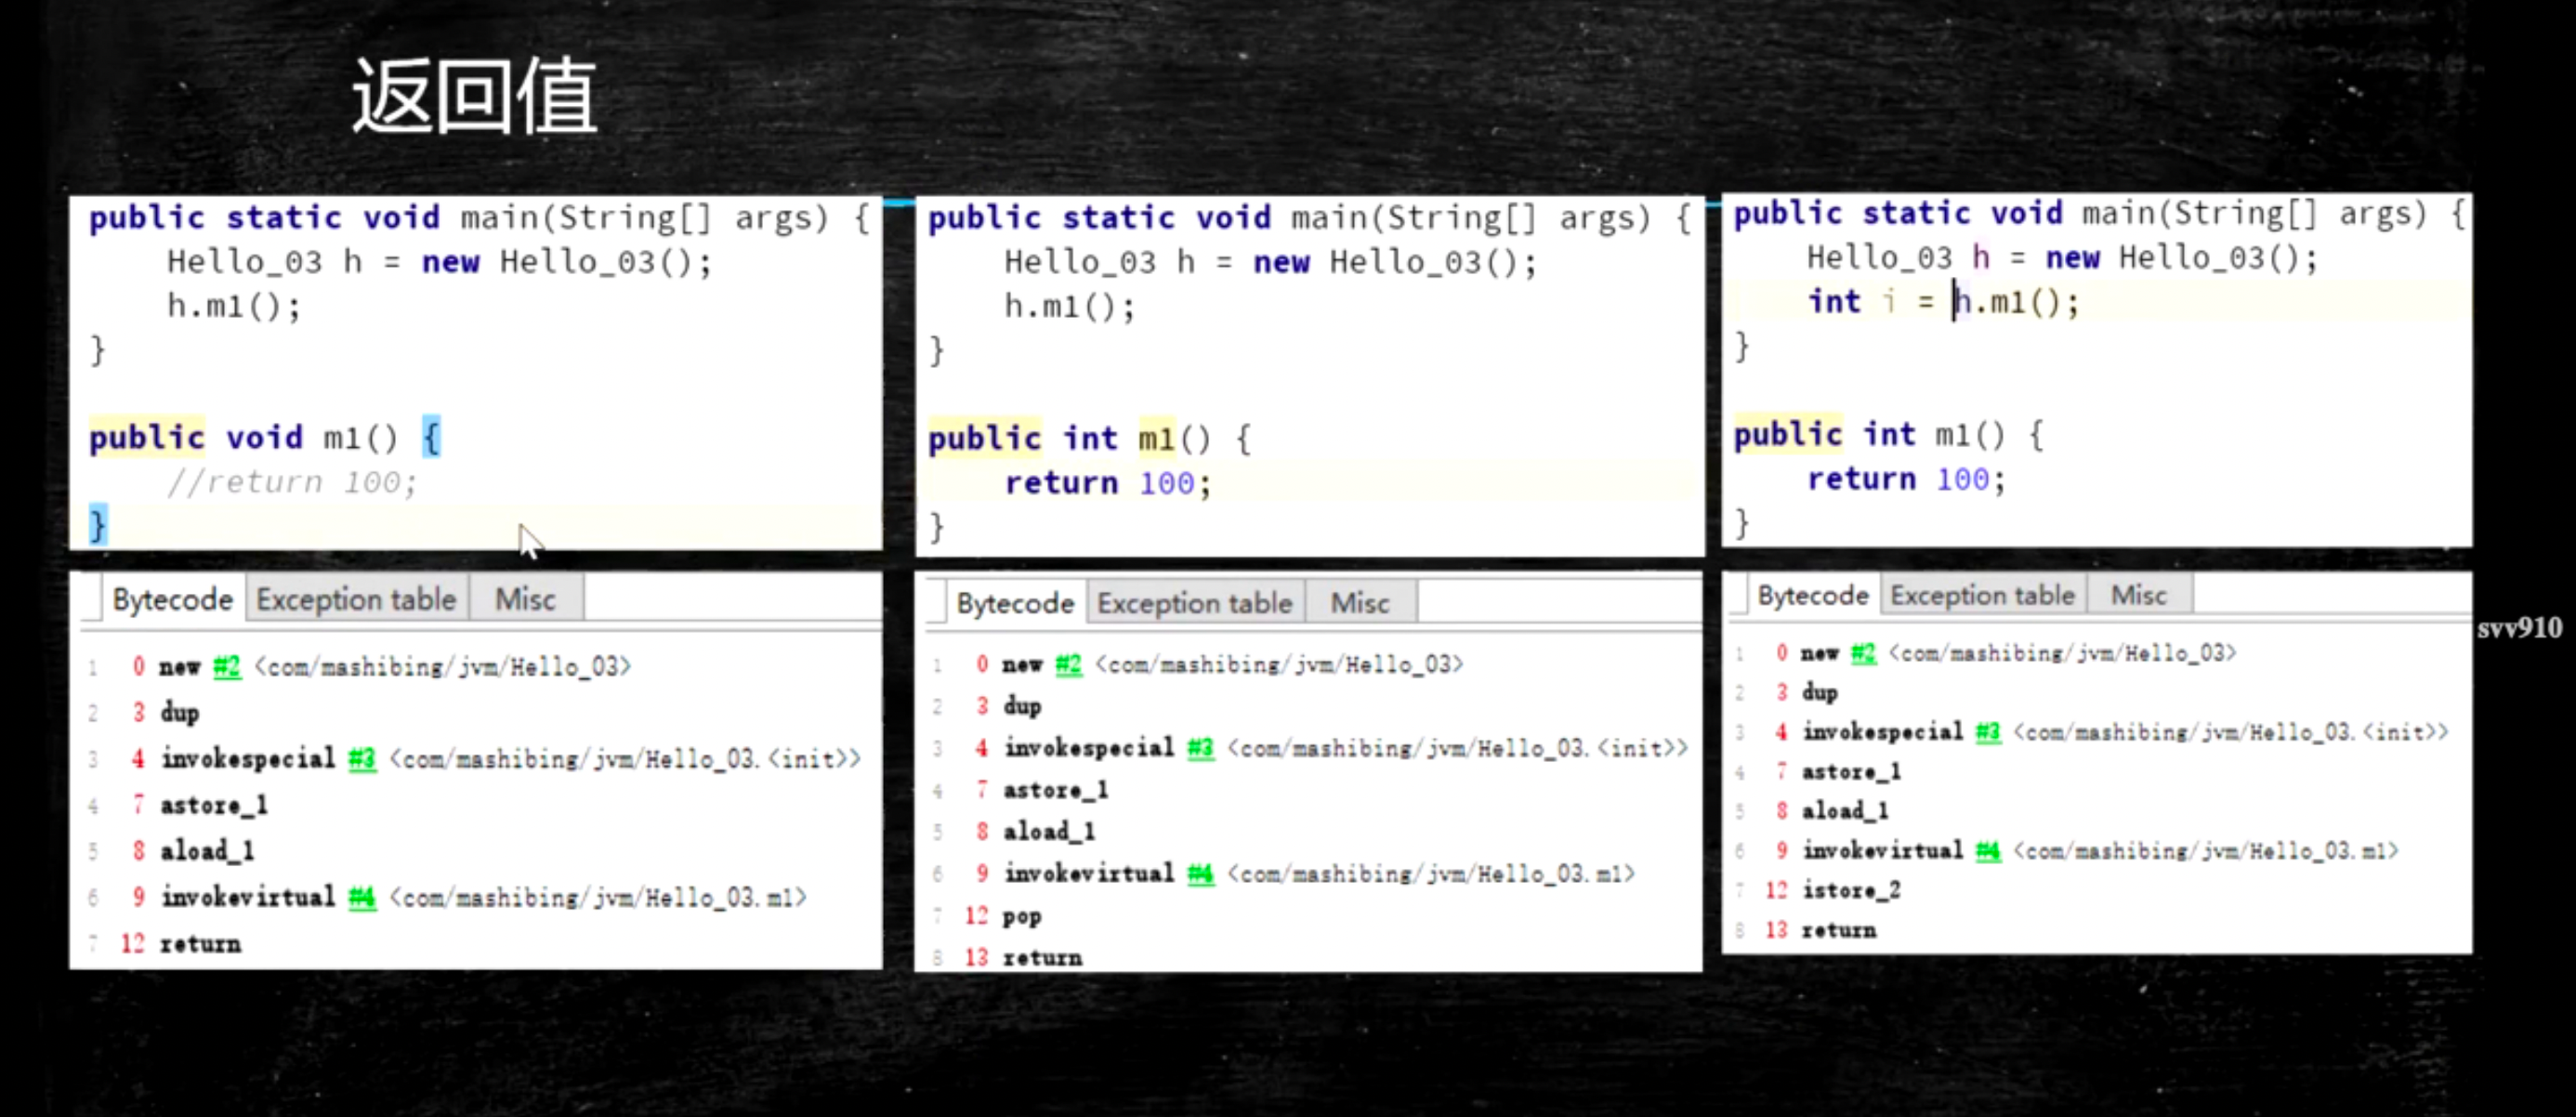 返回值
public static void main(String[] args) {
Hello_03 h = new Hello_03();
h.m1();
}
public void m1() {
//return 100;
}
Bytecode Exception table Misc
1 0 new #2 <com/mashibing/jvm/Hello_03>
2 3 dup
3 4 invokespecial #3 <com/mashibing/jvm/Hello_03.<init>>
4 7 astore_1
5 8 aload_1
6 9 invokevirtual #4 <com/mashibing/jvm/Hello_03.m1>
7 12 return
public static void main(String[] args) {
Hello_03 h = new Hello_03();
h.m1();
}
public int m1() {
return 100;
}
Bytecode Exception table Misc
1 0 new #2 <com/mashibing/jvm/Hello_03>
2 3 dup
3 4 invokespecial #3 <com/mashibing/jvm/Hello_03.<init>>
4 7 astore_1
5 8 aload_1
6 9 invokevirtual #4 <com/mashibing/jvm/Hello_03.m1>
7 12 pop
8 13 return
public static void main(String[] args) {
Hello_03 h = new Hello_03();
int i = h.m1();
}
public int m1() {
return 100;
}
Bytecode Exception table Misc
1 0 new #2 <com/mashibing/jvm/Hello_03>
2 3 dup
3 4 invokespecial #3 <com/mashibing/jvm/Hello_03.<init>>
4 7 astore_1
5 8 aload_1
6 9 invokevirtual #4 <com/mashibing/jvm/Hello_03.m1>
7 12 istore_2
8 13 return
svv910